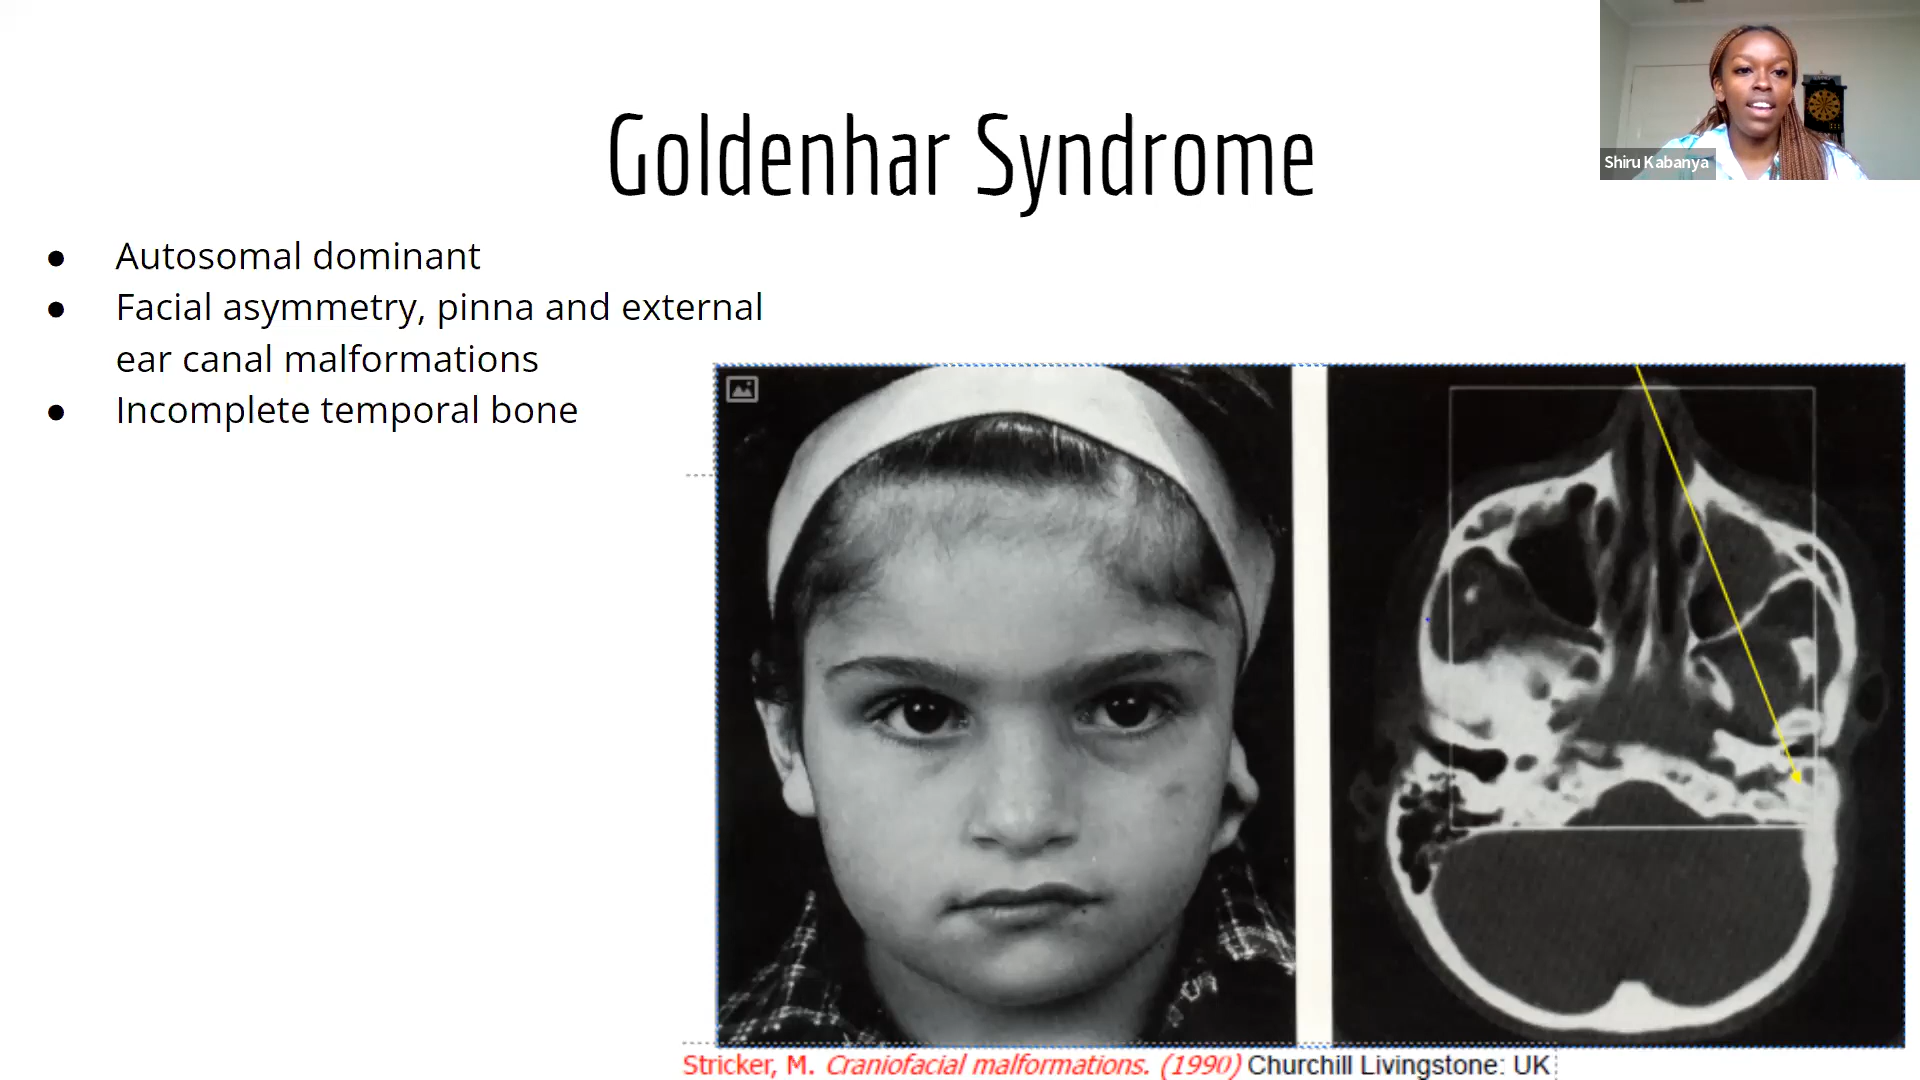 Goldenhar Syndrome
Shiru Kabanya
● Autosomal dominant
● Facial asymmetry, pinna and external
ear canal malformations
● Incomplete temporal bone
Stricker, M. Craniofacial malformations. (1990) Churchill Livingstone: UK